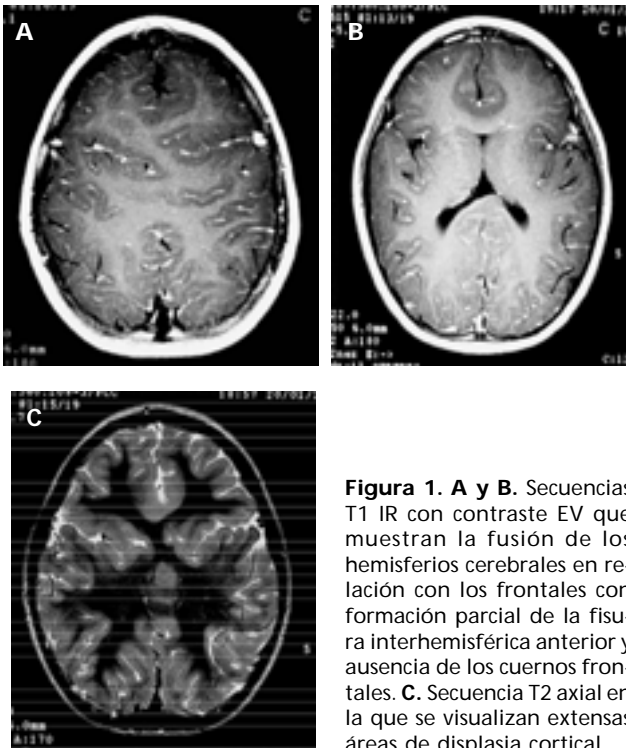 A
C
B
C
C
Figura 1. A y B. Secuencias
T1 IR con contraste EV que
muestran la fusión de los
hemisferios cerebrales en re-
lación con los frontales con
formación parcial de la fisu-
ra interhemisférica anterior y
ausencia de los cuernos fron-
tales. C. Secuencia T2 axial en
la que se visualizan extensas
áreas de displasia cortical.